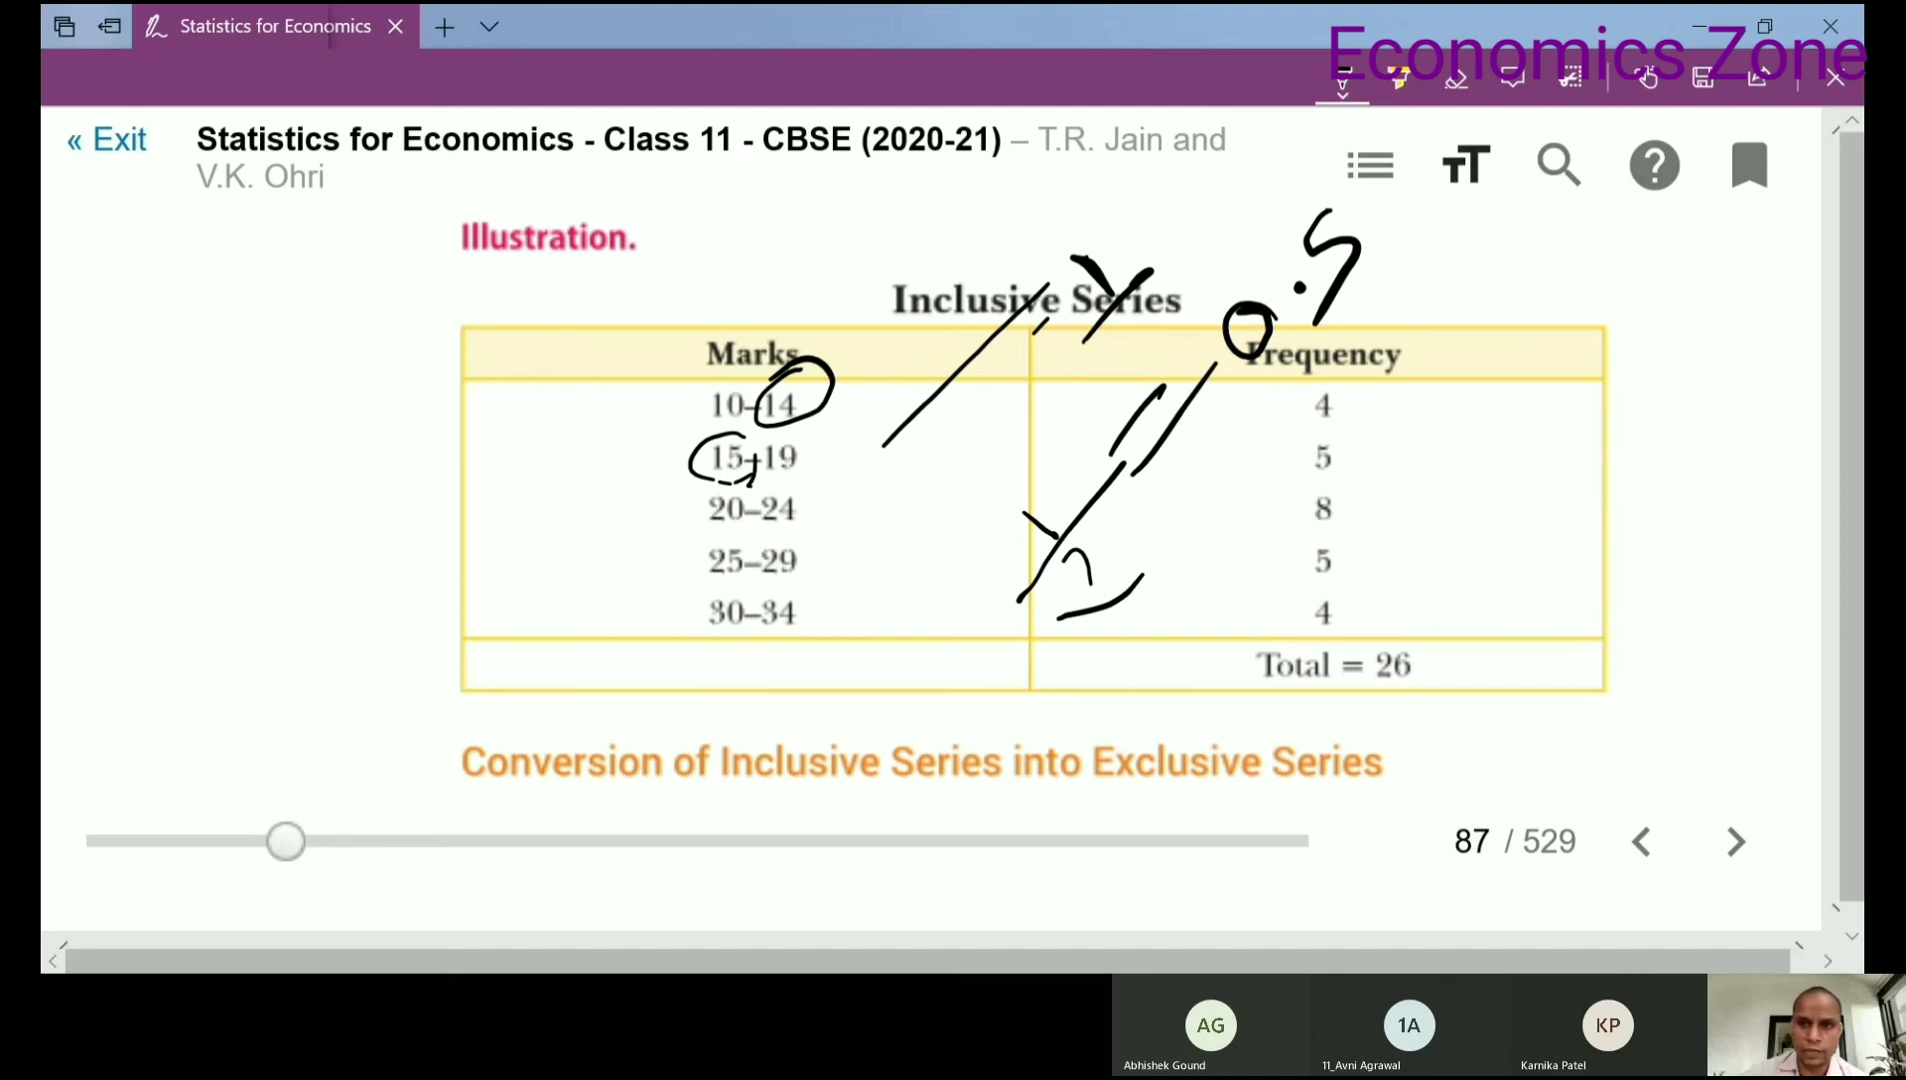 Statistics for Economics
Economics Zone
« Exit
Statistics for Economics - Class 11 - CBSE (2020-21) – T.R. Jain and
V.K. Ohri
Illustration.
Inclusive Series
Marks Frequency
10–14 4
15–19 5
20–24 8
25–29 5
30–34 4
Total = 26
0.5
Conversion of Inclusive Series into Exclusive Series
87 / 529
AG 1A KP
Abhishek Gound 11_Avni Agrawal Karnika Patel